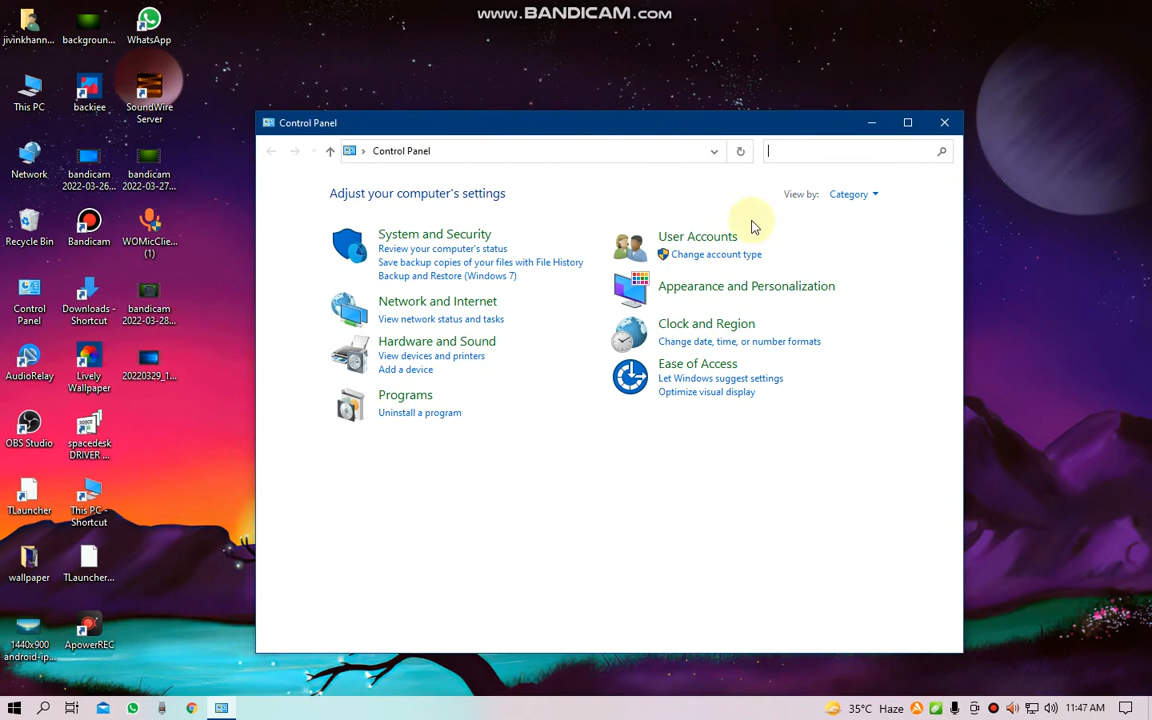 www.BANDICAM.com
jivinkhann...
backgroun...
WhatsApp
This PC
backiee
SoundWire
Server
Network
bandicam
2022-03-26...
bandicam
2022-03-27...
Recycle Bin
Bandicam
WOMicClie...
(1)
Control
Panel
Downloads -
Shortcut
bandicam
2022-03-28...
AudioRelay
Lively
Wallpaper
20220329_1...
OBS Studio
spacedesk
DRIVER ...
TLauncher
This PC -
Shortcut
wallpaper
TLauncher...
1440x900
android-ip...
ApowerREC
Control Panel
Control Panel
Adjust your computer's settings
View by:
Category
System and Security
Review your computer's status
Save backup copies of your files with File History
Backup and Restore (Windows 7)
Network and Internet
View network status and tasks
Hardware and Sound
View devices and printers
Add a device
Programs
Uninstall a program
User Accounts
Change account type
Appearance and Personalization
Clock and Region
Change date, time, or number formats
Ease of Access
Let Windows suggest settings
Optimize visual display
35°C Haze
11:47 AM